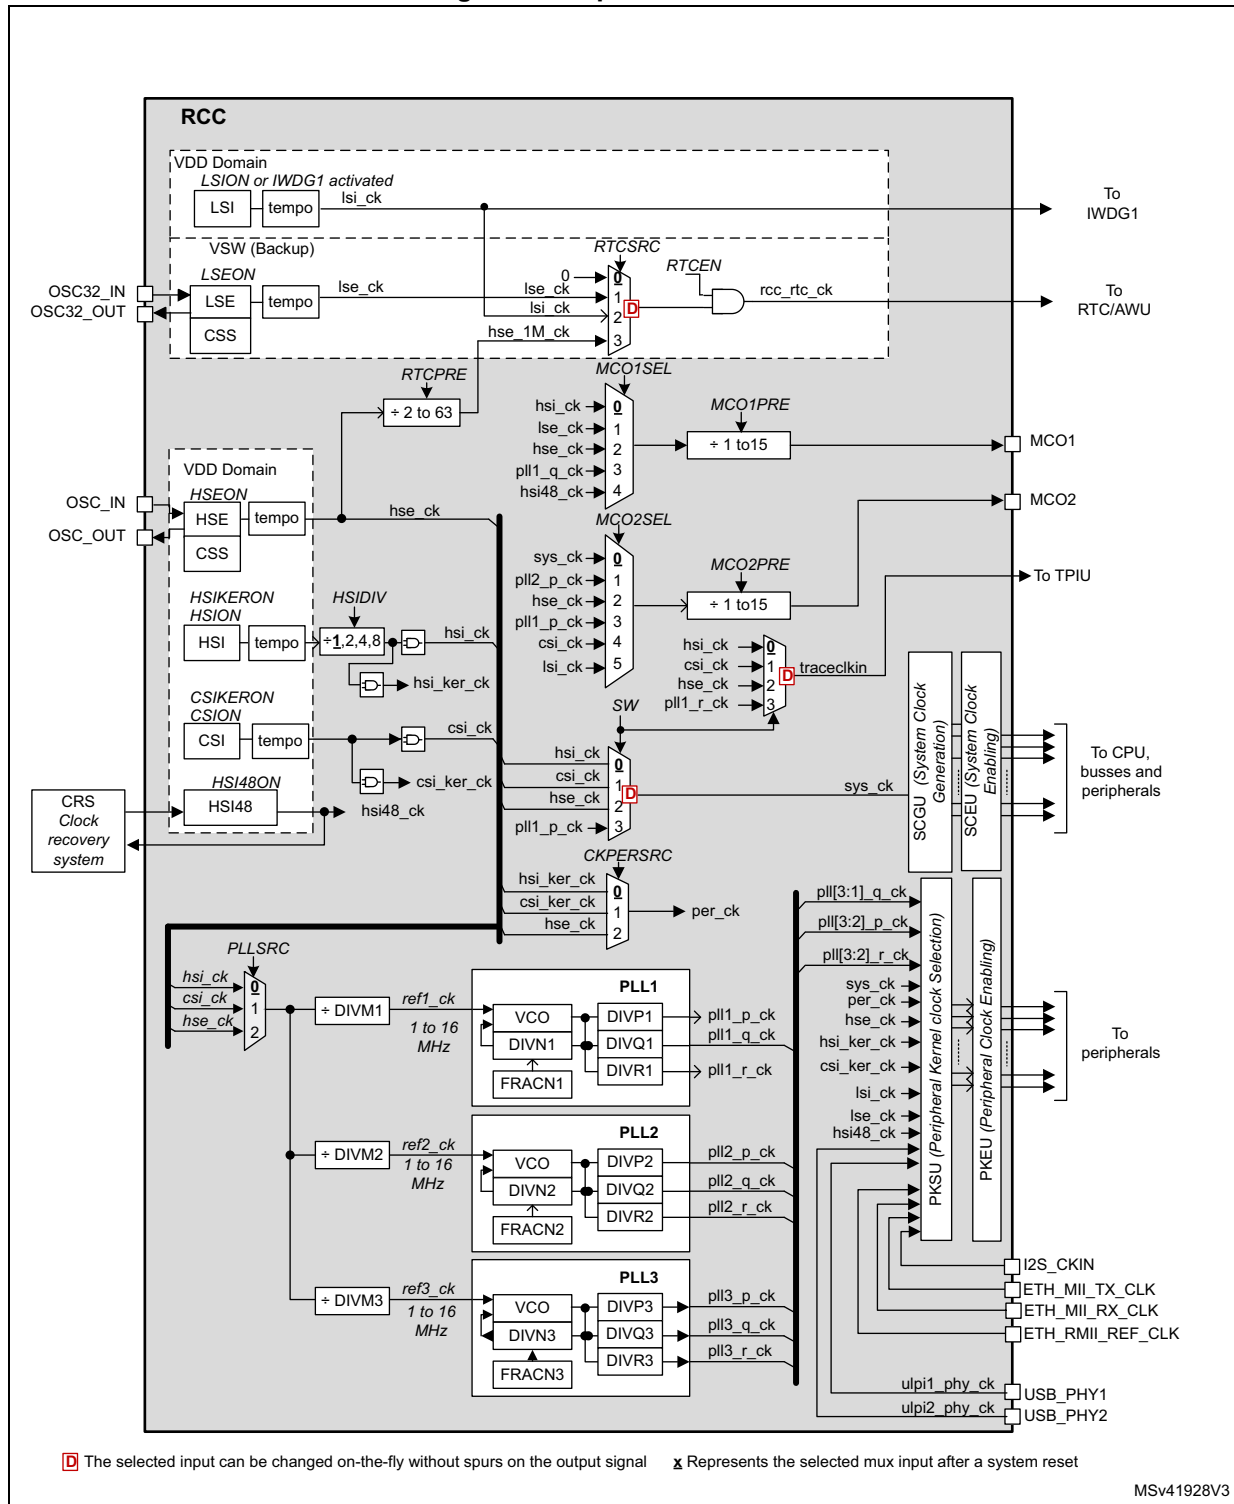 RCC
VDD Domain
LSION or IWDG1 activated
LSI
tempo
lsi_ck
To
IWDG1
VSW (Backup)
LSEON
OSC32_IN
OSC32_OUT
LSE
tempo
CSS
lse_ck
RTCSRC
0
lse_ck
lsi_ck
hse_1M_ck
0
1
2
3
D
RTCEN
rcc_rtc_ck
To
RTC/AWU
RTCPRE
÷ 2 to 63
MCO1SEL
hsi_ck
lse_ck
hse_ck
pll1_q_ck
hsi48_ck
0
1
2
3
4
MCO1PRE
÷ 1 to15
MCO1
VDD Domain
HSEON
OSC_IN
OSC_OUT
HSE
tempo
CSS
hse_ck
MCO2SEL
sys_ck
pll2_p_ck
hse_ck
pll1_p_ck
csi_ck
lsi_ck
0
1
2
3
4
5
MCO2PRE
÷ 1 to15
MCO2
HSIKERON
HSION
HSI
tempo
HSIDIV
÷1,2,4,8
hsi_ck
hsi_ker_ck
hsi_ck
csi_ck
hse_ck
pll1_r_ck
0
1
2
3
D
traceclkin
To TPIU
CSIKERON
CSION
CSI
tempo
csi_ck
csi_ker_ck
HSI48ON
HSI48
hsi48_ck
CRS
Clock
recovery
system
SW
hsi_ck
csi_ck
hse_ck
pll1_p_ck
0
1
2
3
D
sys_ck
SCGU (System Clock
Generation)
SCEU (System Clock
Enabling)
To CPU,
busses and
peripherals
CKPERSRC
hsi_ker_ck
csi_ker_ck
hse_ck
0
1
2
per_ck
PLLSRC
hsi_ck
csi_ck
hse_ck
0
1
2
÷ DIVM1
ref1_ck
1 to 16
MHz
PLL1
VCO
DIVN1
FRACN1
DIVP1
DIVQ1
DIVR1
pll1_p_ck
pll1_q_ck
pll1_r_ck
÷ DIVM2
ref2_ck
1 to 16
MHz
PLL2
VCO
DIVN2
FRACN2
DIVP2
DIVQ2
DIVR2
pll2_p_ck
pll2_q_ck
pll2_r_ck
÷ DIVM3
ref3_ck
1 to 16
MHz
PLL3
VCO
DIVN3
FRACN3
DIVP3
DIVQ3
DIVR3
pll3_p_ck
pll3_q_ck
pll3_r_ck
pll[3:1]_q_ck
pll[3:2]_p_ck
pll[3:2]_r_ck
sys_ck
per_ck
hse_ck
hsi_ker_ck
csi_ker_ck
lsi_ck
lse_ck
hsi48_ck
PKSU (Peripheral Kernel clock Selection)
PKEU (Peripheral Clock Enabling)
To
peripherals
I2S_CKIN
ETH_MII_TX_CLK
ETH_MII_RX_CLK
ETH_RMII_REF_CLK
ulpi1_phy_ck
USB_PHY1
ulpi2_phy_ck
USB_PHY2
D The selected input can be changed on-the-fly without spurs on the output signal
x Represents the selected mux input after a system reset
MSv41928V3